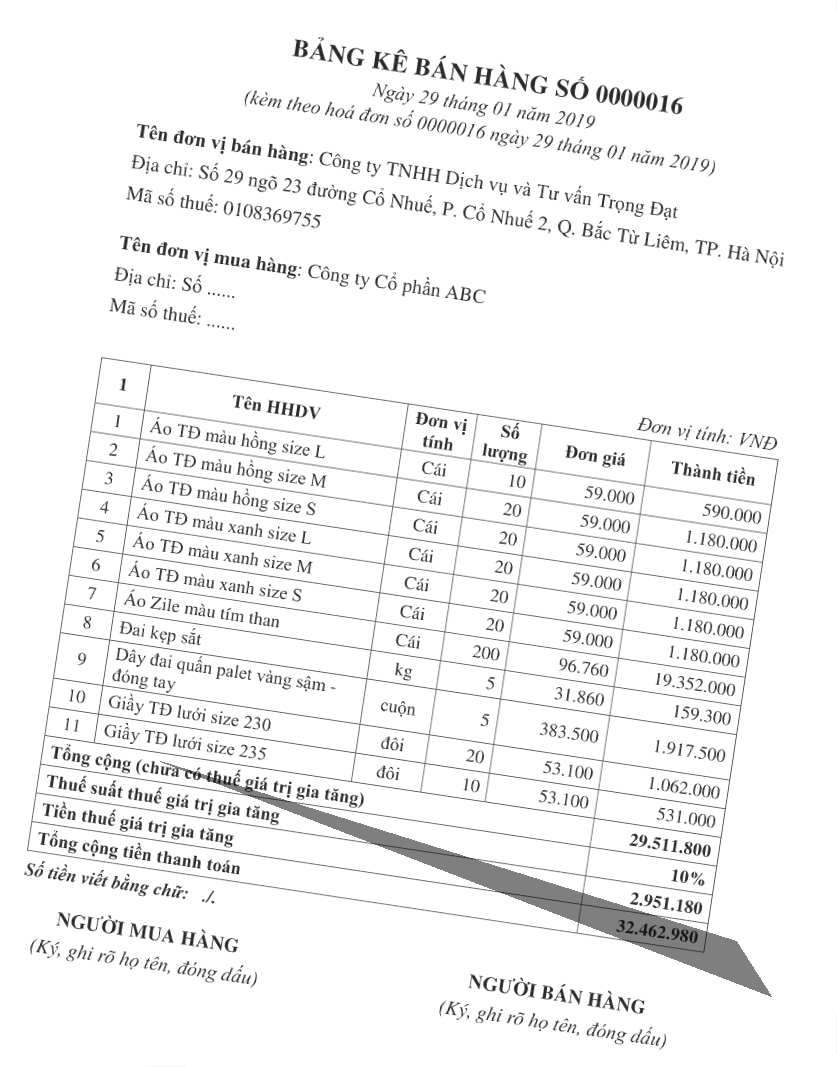 BẢNG KÊ BÁN HÀNG SỐ 0000016
Ngày 29 tháng 01 năm 2019
(kèm theo hoá đơn số 0000016 ngày 29 tháng 01 năm 2019)
Tên đơn vị bán hàng: Công ty TNHH Dịch vụ và Tư vấn Trọng Đạt
Địa chỉ: Số 29 ngõ 23 đường Cổ Nhuế, P. Cổ Nhuế 2, Q. Bắc Từ Liêm, TP. Hà Nội
Mã số thuế: 0108369755
Tên đơn vị mua hàng: Công ty Cổ phần ABC
Địa chỉ: Số ......
Mã số thuế: ......
Đơn vị tính: VNĐ
1 Tên HHDV Đơn vị tính Số lượng Đơn giá Thành tiền
1 Áo TĐ màu hồng size L Cái 10 59.000 590.000
2 Áo TĐ màu hồng size M Cái 20 59.000 1.180.000
3 Áo TĐ màu hồng size S Cái 20 59.000 1.180.000
4 Áo TĐ màu xanh size L Cái 20 59.000 1.180.000
5 Áo TĐ màu xanh size M Cái 20 59.000 1.180.000
6 Áo TĐ màu xanh size S Cái 20 59.000 1.180.000
7 Áo Zile màu tím than Cái 200 96.760 19.352.000
8 Đai kẹp sắt kg 5 31.860 159.300
9 Dây đai quấn palet vàng sậm - đóng tay cuộn 5 383.500 1.917.500
10 Giầy TĐ lưới size 230 đôi 20 53.100 1.062.000
11 Giầy TĐ lưới size 235 đôi 10 53.100 531.000
Tổng cộng (chưa có thuế giá trị gia tăng) 29.511.800
Thuế suất thuế giá trị gia tăng 10%
Tiền thuế giá trị gia tăng 2.951.180
Tổng cộng tiền thanh toán 32.462.980
Số tiền viết bằng chữ: ./.
NGƯỜI MUA HÀNG
(Ký, ghi rõ họ tên, đóng dấu)
NGƯỜI BÁN HÀNG
(Ký, ghi rõ họ tên, đóng dấu)